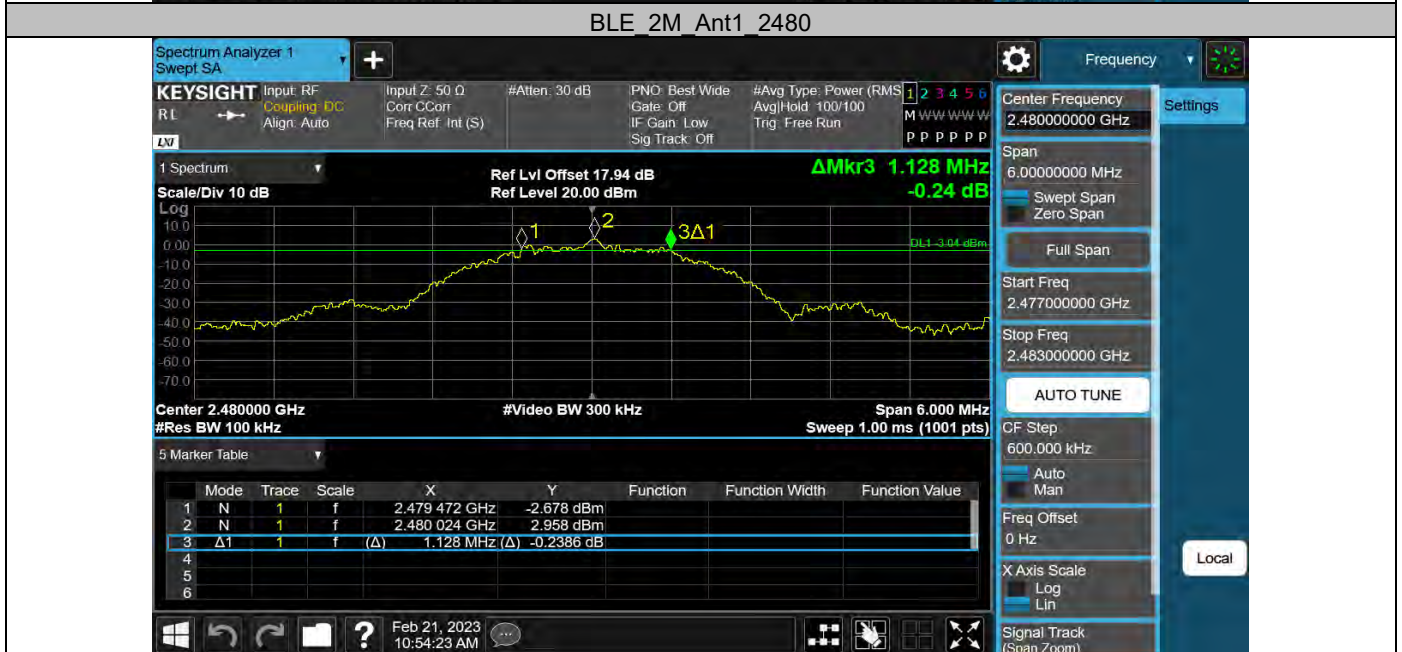 BLE_2M_Ant1_2480
Spectrum Analyzer 1
Swept SA
+
Frequency
KEYSIGHT
RL
LXI
Input: RF
Coupling: DC
Align: Auto
Input Z: 50 Ω
Corr CCorr
Freq Ref: Int (S)
#Atten: 30 dB
PNO: Best Wide
Gate: Off
IF Gain: Low
Sig Track: Off
#Avg Type: Power (RMS
Avg|Hold: 100/100
Trig: Free Run
1 2 3 4 5 6
M W W W W W
P P P P P P
Center Frequency
2.480000000 GHz
Settings
Span
6.00000000 MHz
Swept Span
Zero Span
Full Span
Start Freq
2.477000000 GHz
Stop Freq
2.483000000 GHz
AUTO TUNE
CF Step
600.000 kHz
Auto
Man
Freq Offset
0 Hz
X Axis Scale
Log
Lin
Signal Track
(Span Zoom)
Local
1 Spectrum
Scale/Div 10 dB
Ref Lvl Offset 17.94 dB
Ref Level 20.00 dBm
ΔMkr3 1.128 MHz
-0.24 dB
Log
10.0
0.00
-10.0
-20.0
-30.0
-40.0
-50.0
-60.0
-70.0
1
2
3Δ1
DL1 -3.04 dBm
Center 2.480000 GHz
#Video BW 300 kHz
Span 6.000 MHz
#Res BW 100 kHz
Sweep 1.00 ms (1001 pts)
5 Marker Table
Mode Trace Scale X Y Function Function Width Function Value
1 N 1 f 2.479 472 GHz -2.678 dBm
2 N 1 f 2.480 024 GHz 2.958 dBm
3 Δ1 1 f (Δ) 1.128 MHz (Δ) -0.2386 dB
4
5
6
?
Feb 21, 2023
10:54:23 AM